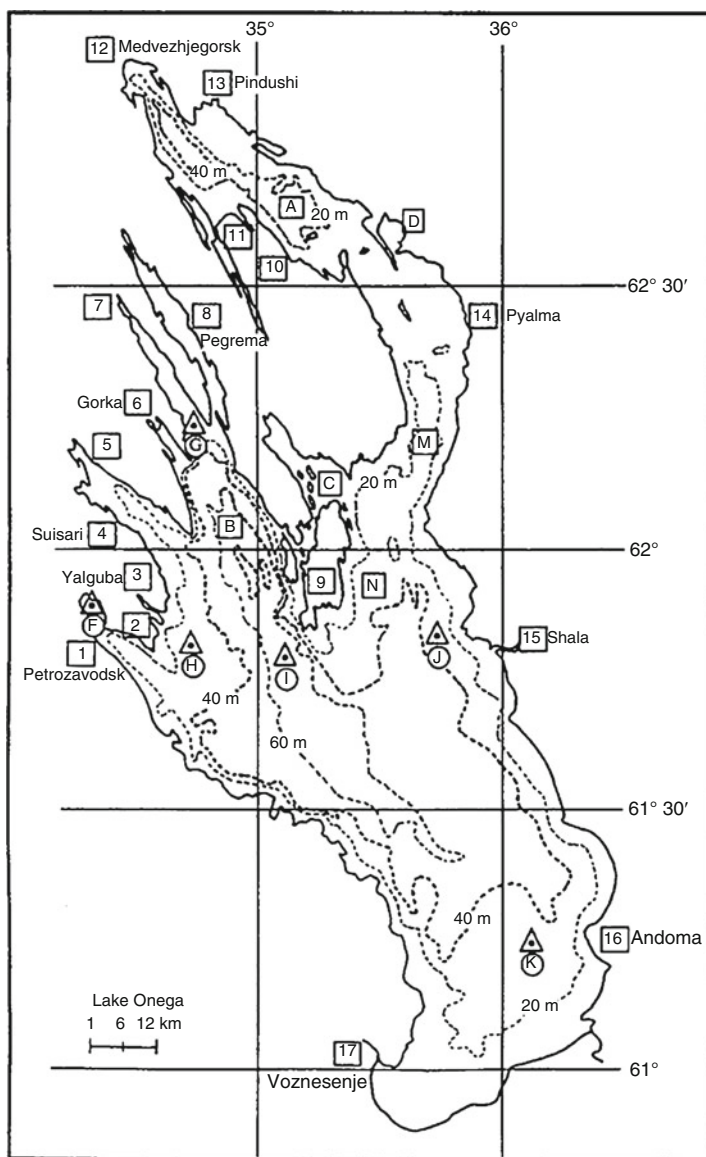 35° 36°
12 Medvezhjegorsk
13 Pindushi
40 m
A 20 m
D
11
10
62° 30′
7
8
Pegrema
14 Pyalma
Gorka 6
G
M
5
C
20 m
B
Suisari 4
62°
Yalguba 3
9
N
F
2
1
Petrozavodsk
H
I
J
15 Shala
40 m
60 m
61° 30′
40 m
16 Andoma
K
Lake Onega
1 6 12 km
20 m
17
Voznesenje
61°